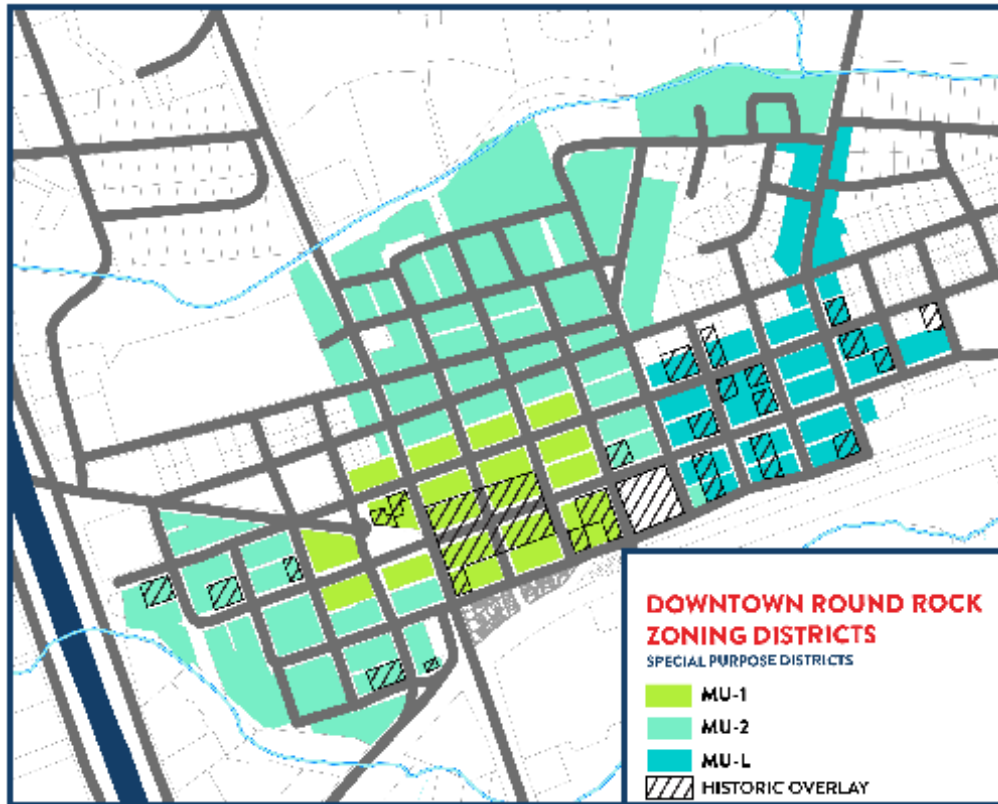 DOWNTOWN ROUND ROCK
ZONING DISTRICTS
SPECIAL PURPOSE DISTRICTS
MU-1
MU-2
MU-L
HISTORIC OVERLAY